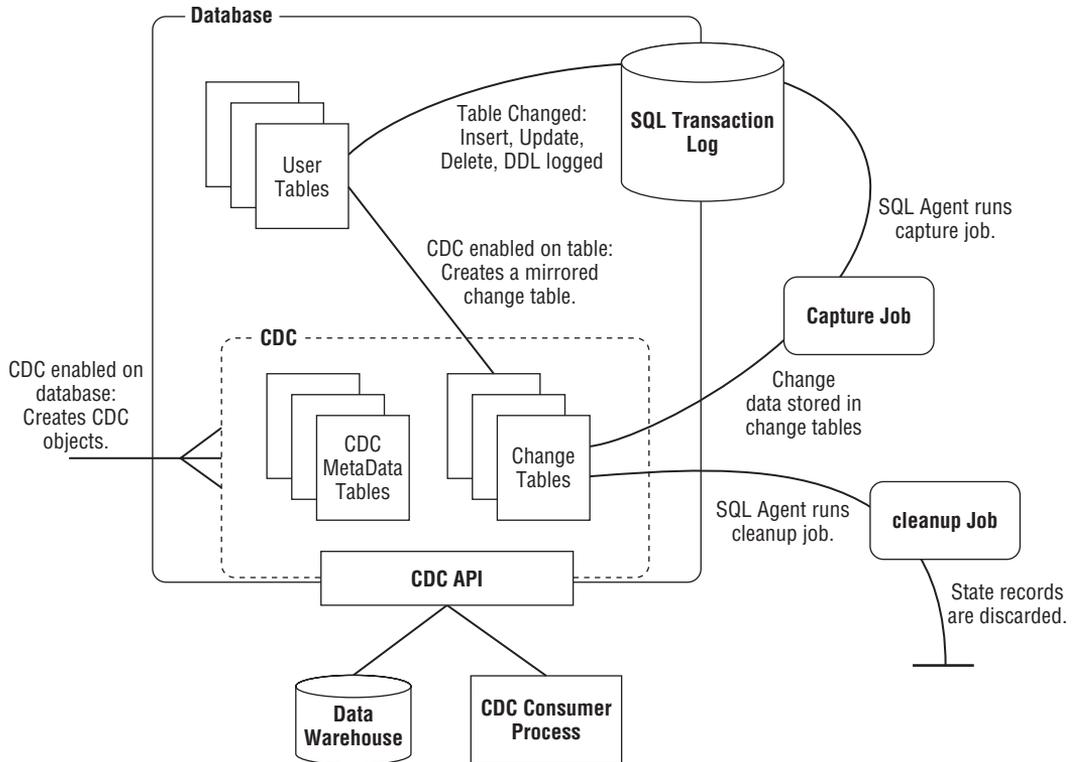 Database
SQL Transaction
Log
Table Changed:
Insert, Update,
Delete, DDL logged
User
Tables
SQL Agent runs
capture job.
CDC enabled on table:
Creates a mirrored
change table.
Capture Job
CDC
CDC enabled on
database:
Creates CDC
objects.
Change
data stored in
change tables
CDC
MetaData
Tables
Change
Tables
SQL Agent runs
cleanup job.
cleanup Job
CDC API
State records
are discarded.
Data
Warehouse
CDC Consumer
Process